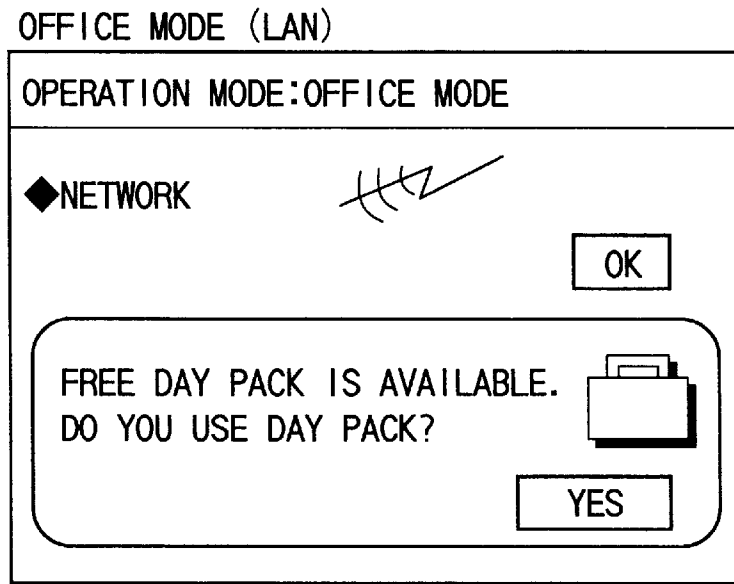 OFFICE MODE (LAN)
OPERATION MODE:OFFICE MODE
◆NETWORK
OK
FREE DAY PACK IS AVAILABLE.
DO YOU USE DAY PACK?
YES